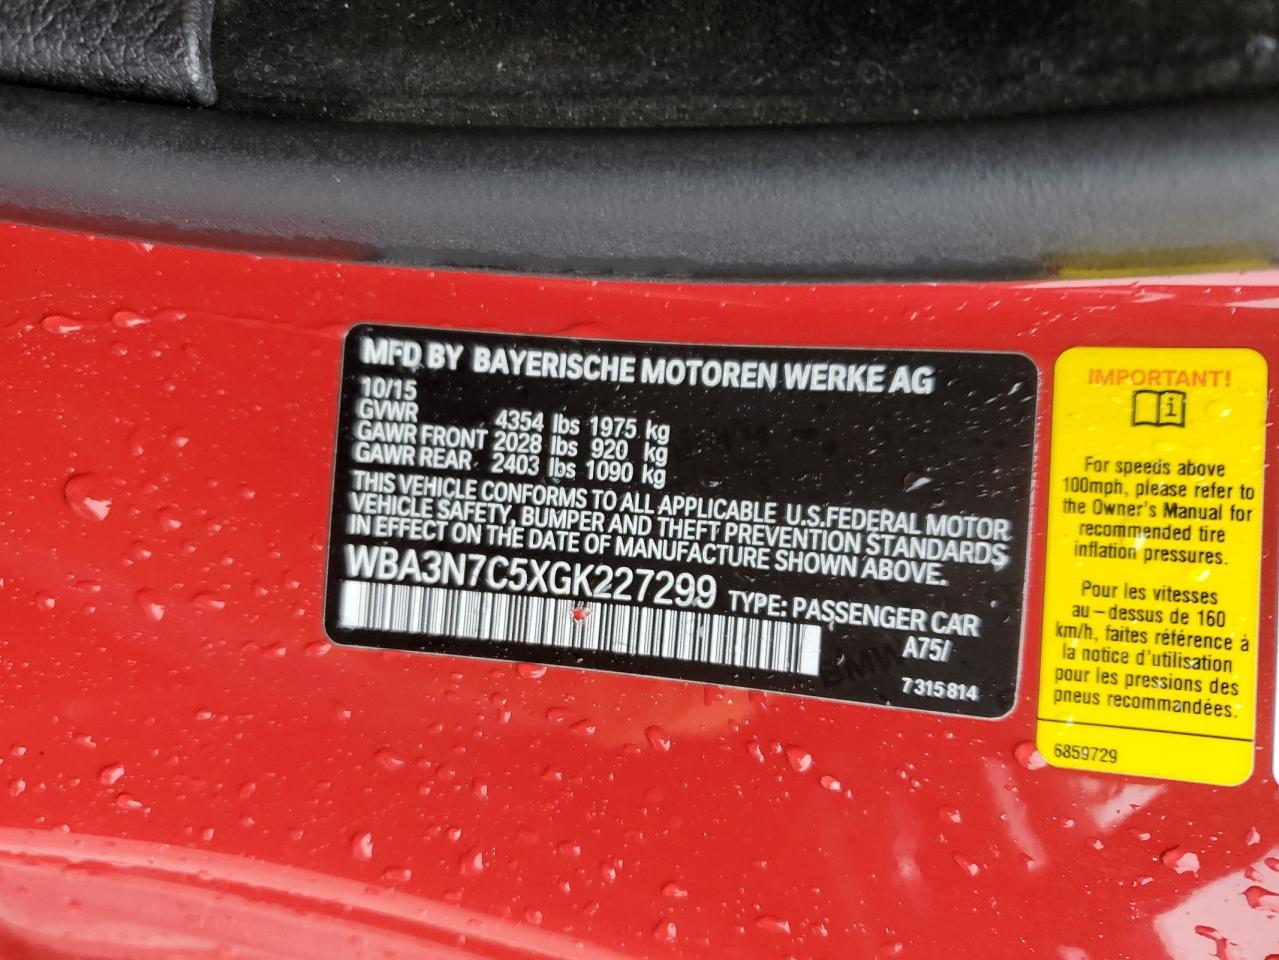 MFD BY BAYERISCHE MOTOREN WERKE AG
10/15
GVWR 4354 lbs 1975 kg
GAWR FRONT 2028 lbs 920 kg
GAWR REAR 2403 lbs 1090 kg
THIS VEHICLE CONFORMS TO ALL APPLICABLE U.S.FEDERAL MOTOR
VEHICLE SAFETY, BUMPER AND THEFT PREVENTION STANDARDS
IN EFFECT ON THE DATE OF MANUFACTURE SHOWN ABOVE.
WBA3N7C5XGK227299 TYPE: PASSENGER CAR
A75/
BMW
7 315 814
IMPORTANT!
i
For speeds above
100mph, please refer to
the Owner's Manual for
recommended tire
inflation pressures.
Pour les vitesses
au-dessus de 160
km/h, faites référence à
la notice d'utilisation
pour les pressions des
pneus recommandées.
6859729